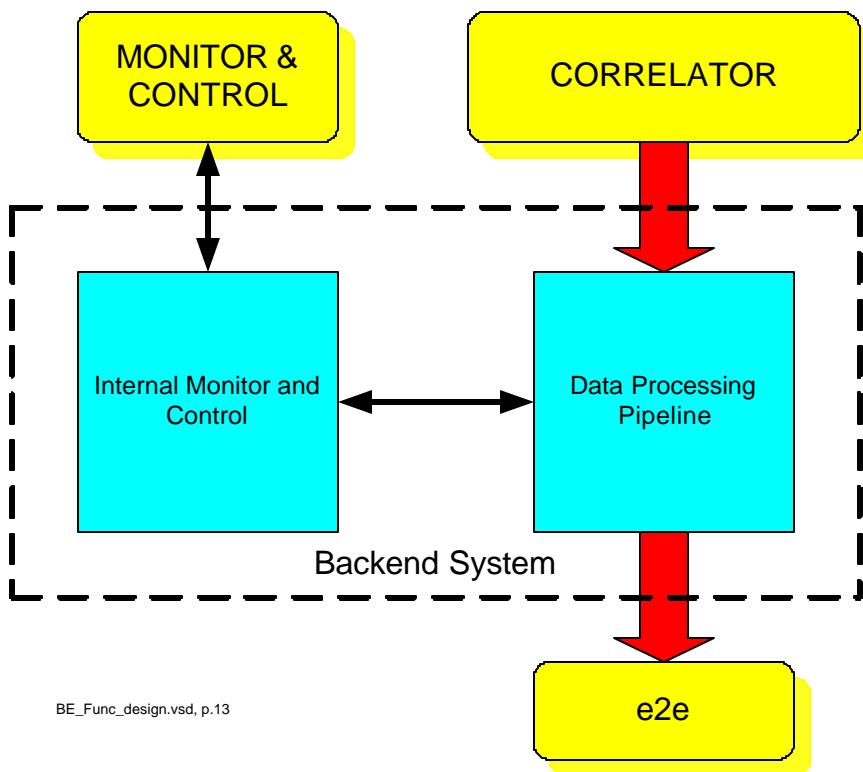 MONITOR &
CONTROL
CORRELATOR
Internal Monitor and
Control
Data Processing
Pipeline
Backend System
BE_Func_design.vsd, p.13
e2e